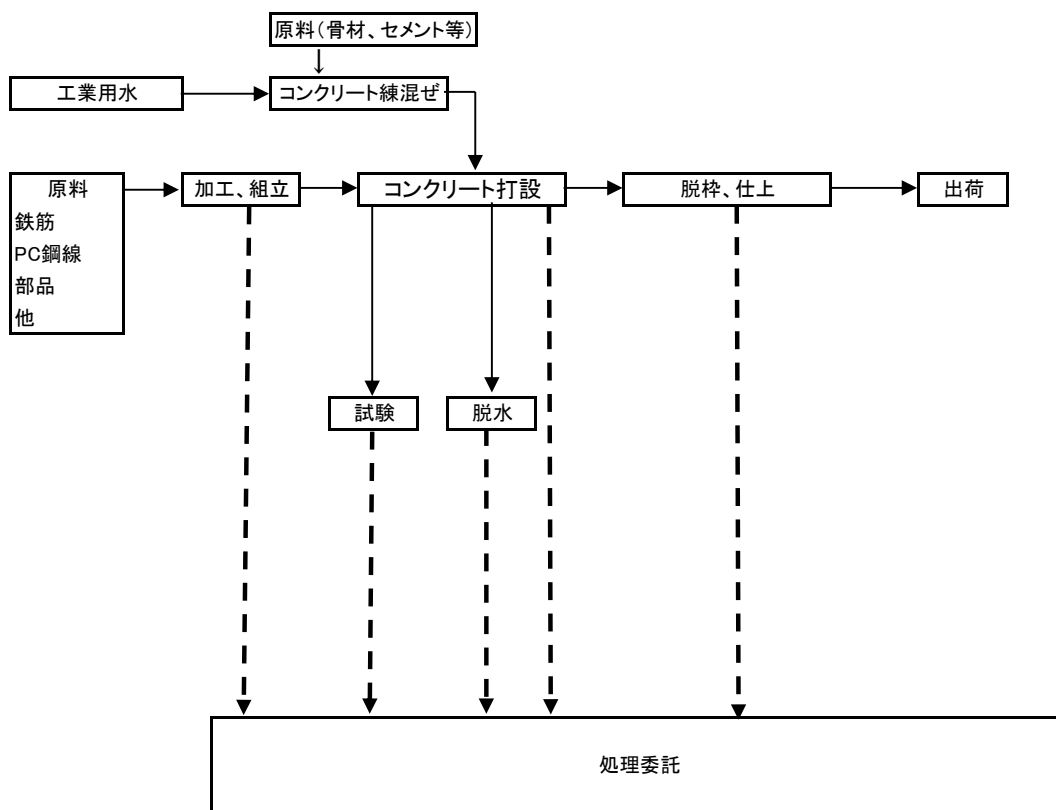 原料(骨材、セメント等)
工業用水
コンクリート練混ぜ
原料
鉄筋
PC鋼線
部品
他
加工、組立
コンクリート打設
脱枠、仕上
出荷
試験
脱水
処理委託